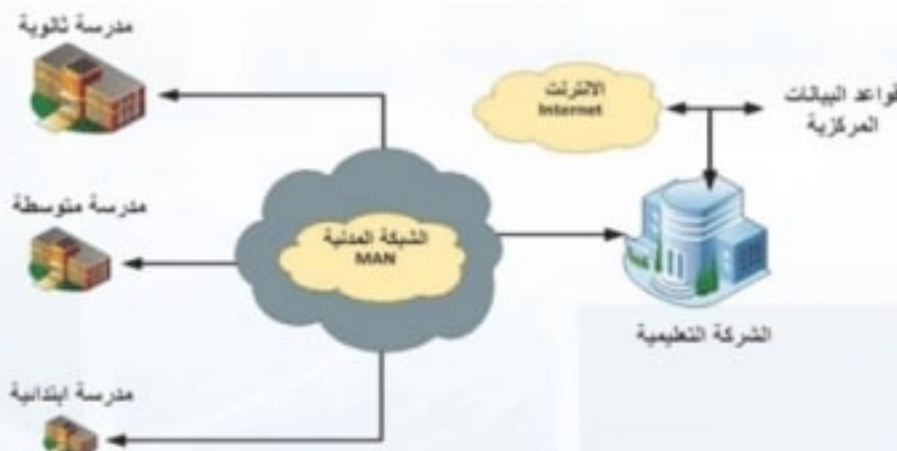 مدرسة ثانوية
الانترنت
Internet
قواعد البيانات
المركزية
مدرسة متوسطة
الشبكة المدنية
MAN
الشركة التعليمية
مدرسة ابتدائية